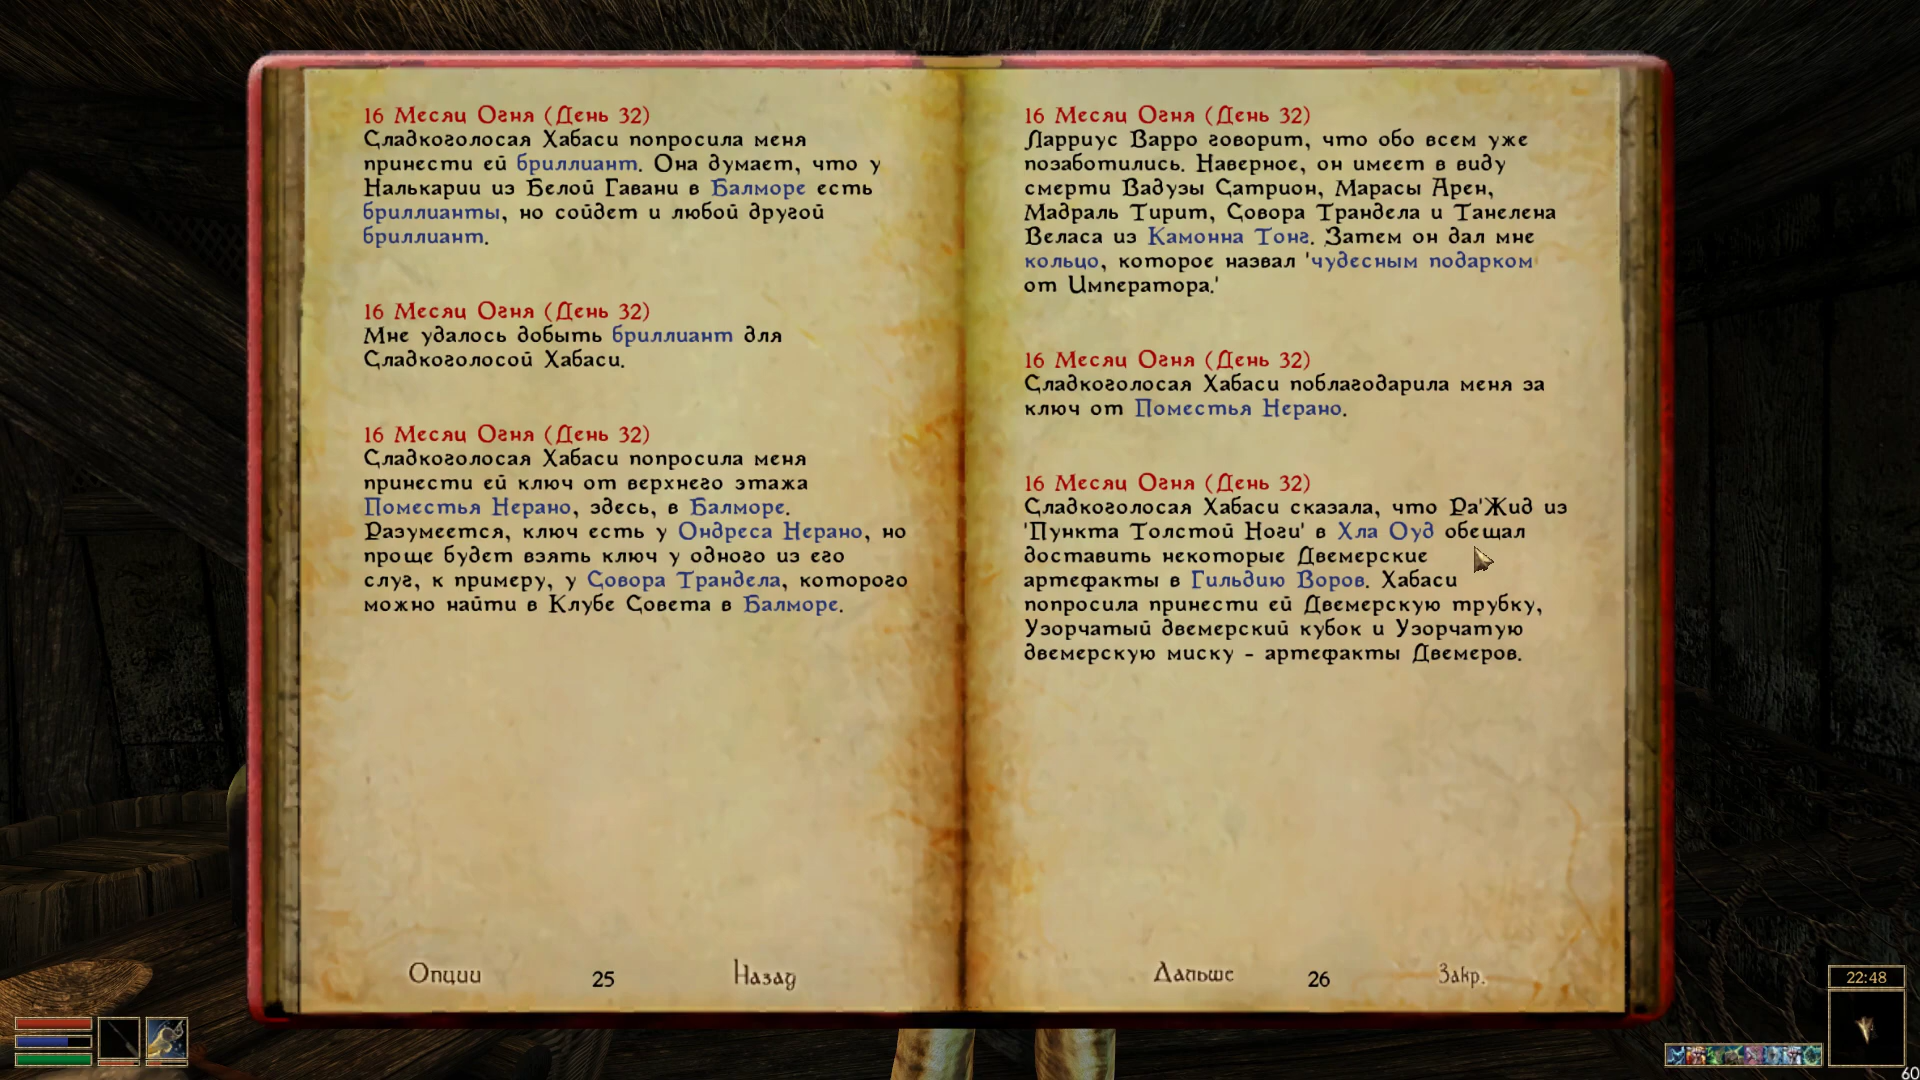 16 Месяц Огня (День 32)
Сладкоголосая Хабаси попросила меня
принести ей бриллиант. Она думает, что у
Налькарии из Белой Гавани в Балморе есть
бриллианты, но сойдет и любой другой
бриллиант.
16 Месяц Огня (День 32)
Мне удалось добыть бриллиант для
Сладкоголосой Хабаси.
16 Месяц Огня (День 32)
Сладкоголосая Хабаси попросила меня
принести ей ключ от верхнего этажа
Поместья Нерано, здесь, в Балморе.
Разумеется, ключ есть у Ондреса Нерано, но
проще будет взять ключ у одного из его
слуг, к примеру, у Совора Трандела, которого
можно найти в Клубе Совета в Балморе.
Опции
25
Назад
16 Месяц Огня (День 32)
Ларриус Варро говорит, что обо всем уже
позаботились. Наверное, он имеет в виду
смерти Вадузы Сатрион, Марасы Арен,
Мадраль Тирит, Совора Трандела и Танелена
Веласа из Камонна Тонг. Затем он дал мне
кольцо, которое назвал 'чудесным подарком
от Императора.'
16 Месяц Огня (День 32)
Сладкоголосая Хабаси поблагодарила меня за
ключ от Поместья Нерано.
16 Месяц Огня (День 32)
Сладкоголосая Хабаси сказала, что Ра'Жид из
'Пункта Толстой Ноги' в Хла Оуд обещал
доставить некоторые Двемерские
артефакты в Гильдию Воров. Хабаси
попросила принести ей Двемерскую трубку,
Узорчатый двемерский кубок и Узорчатую
двемерскую миску - артефакты Двемеров.
Дальше
26
Закр.
22:48
60